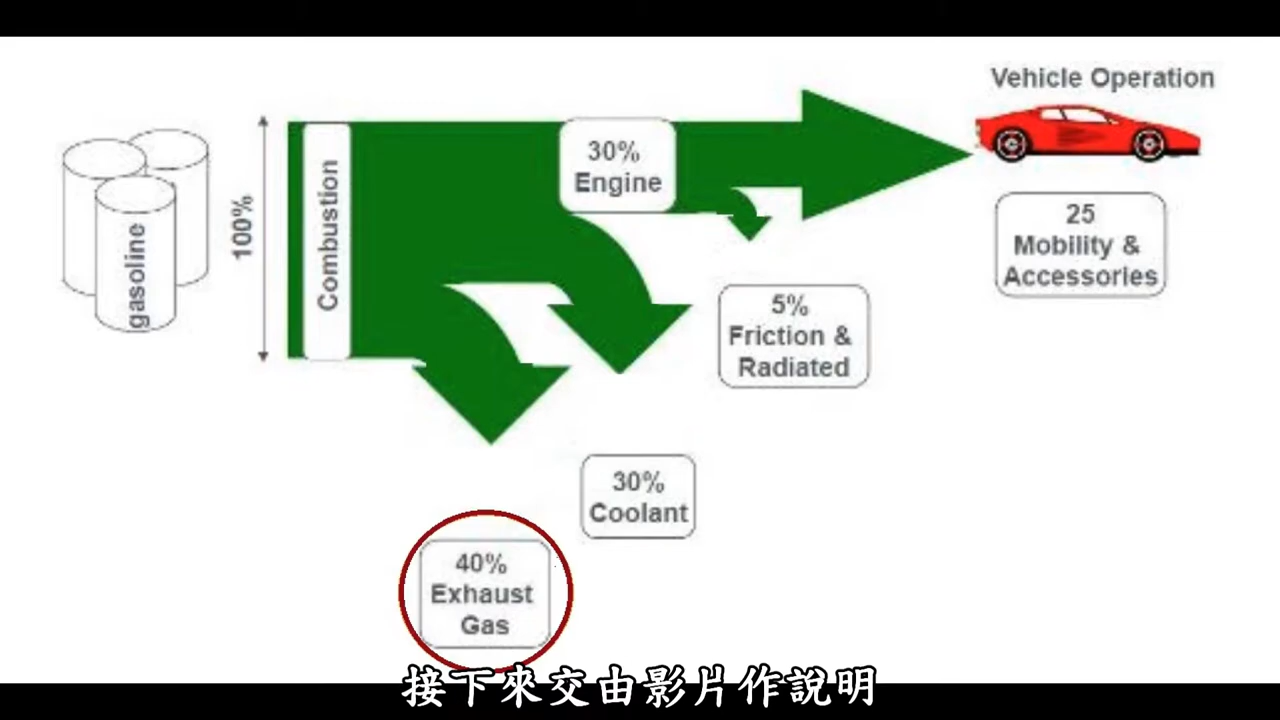 Vehicle Operation
gasoline
100%
Combustion
30%
Engine
25
Mobility &
Accessories
5%
Friction &
Radiated
30%
Coolant
40%
Exhaust
Gas
接下來交由影片作說明